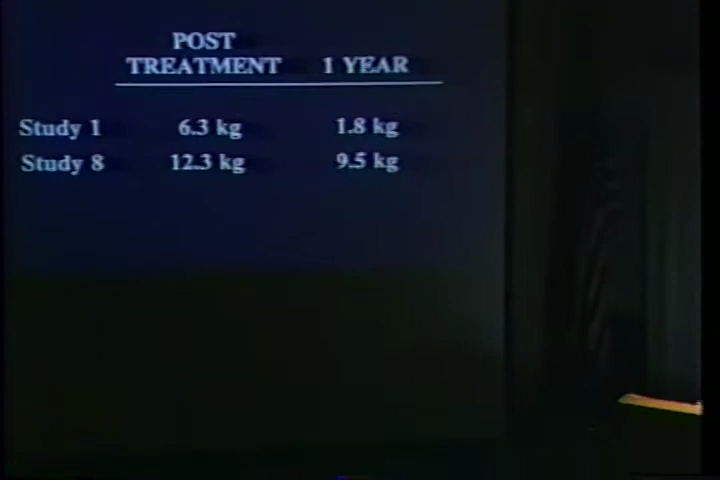 POST
TREATMENT 1 YEAR
Study 1 6.3 kg 1.8 kg
Study 8 12.3 kg 9.5 kg